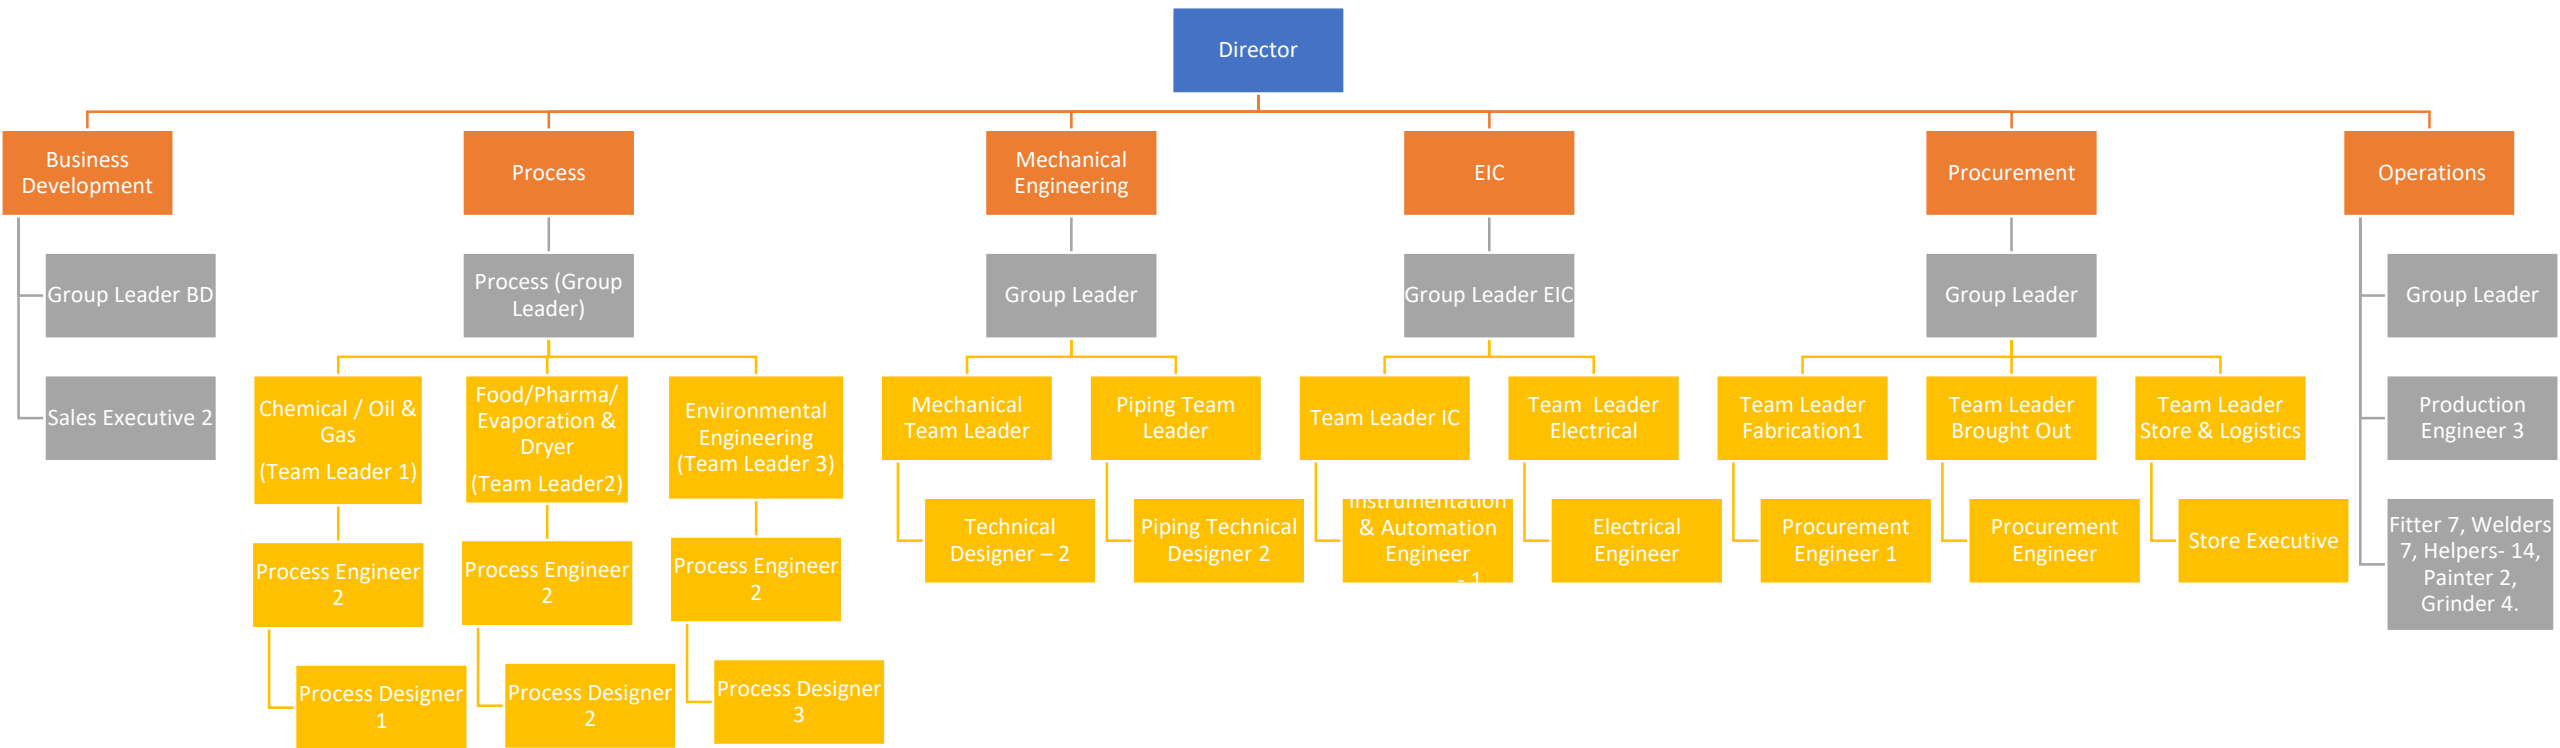 Director
Business
Development
Process
Mechanical
Engineering
EIC
Procurement
Operations
Group Leader BD
Process (Group
Leader)
Group Leader
Group Leader EIC
Group Leader
Group Leader
Sales Executive 2
Chemical / Oil &
Gas
(Team Leader 1)
Food/Pharma/
Evaporation &
Dryer
(Team Leader2)
Environmental
Engineering
(Team Leader 3)
Mechanical
Team Leader
Piping Team
Leader
Team Leader IC
Team  Leader
Electrical
Team Leader
Fabrication1
Team Leader
Brought Out
Team Leader
Store & Logistics
Production
Engineer 3
Process Engineer
2
Process Engineer
2
Process Engineer
2
Technical
Designer – 2
Piping Technical
Designer 2
Instrumentation
& Automation
Engineer
- 1
Electrical
Engineer
Procurement
Engineer 1
Procurement
Engineer
Store Executive
Fitter 7, Welders
7, Helpers- 14,
Painter 2,
Grinder 4.
Process Designer
1
Process Designer
2
Process Designer
3